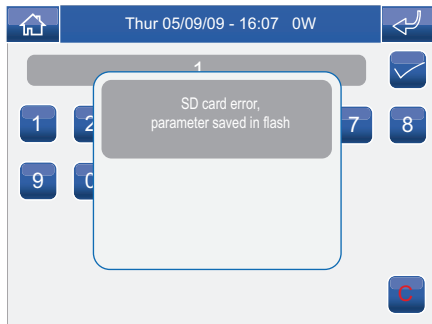 Thur 05/09/09 - 16:07 0W
1
SD card error,
parameter saved in flash
1 2 7 8
9 0
C